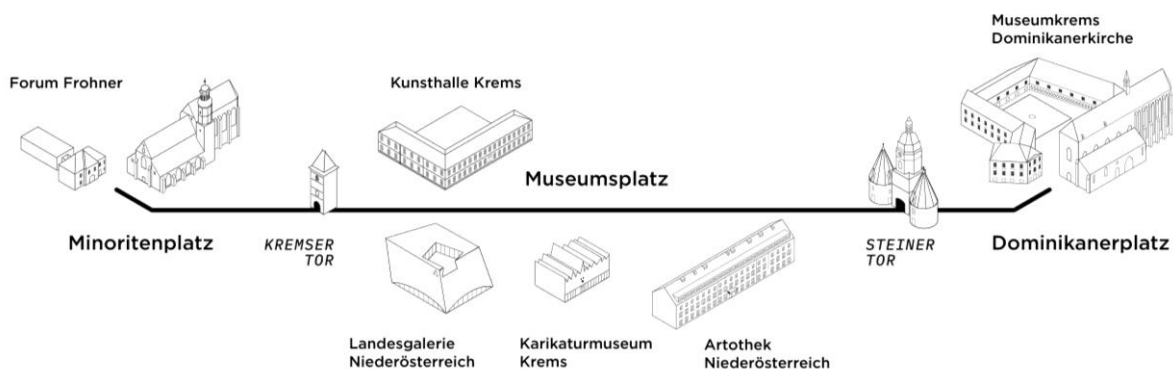 Museumkrems
Dominikanerkirche
Forum Frohner
Kunsthalle Krems
Museumsplatz
Minoritenplatz
KREMSER
TOR
STEINER
TOR
Dominikanerplatz
Landesgalerie
Niederösterreich
Karikaturmuseum
Krems
Artothek
Niederösterreich